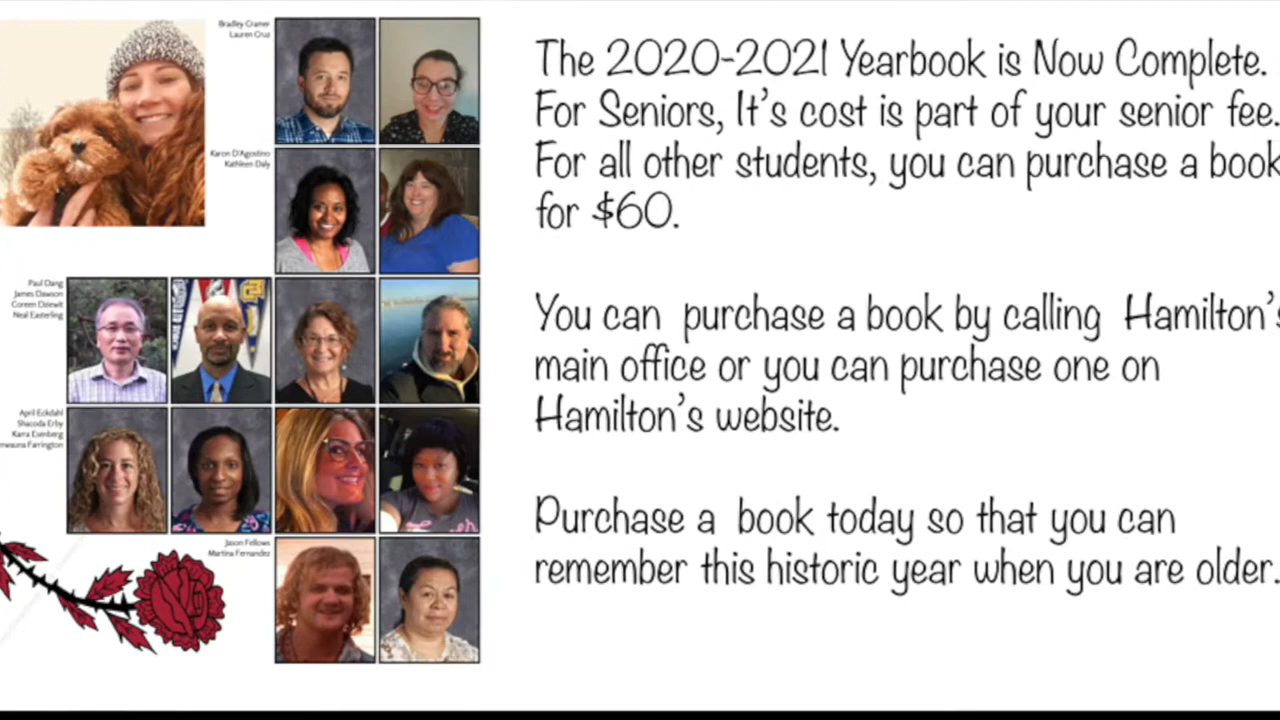 Bradley Cramer
Lauren Cruz
Karon D'Agostino
Kathleen Daly
Paul Dang
James Dawson
Coreen Dziewit
Neal Easterling
April Eckdahl
Shacoda Erby
Karra Esenberg
Farrington
Jason Fellows
Martina Fernandez
The 2020-2021 Yearbook is Now Complete.
For Seniors, It's cost is part of your senior fee.
For all other students, you can purchase a book
for $60.
You can purchase a book by calling Hamilton's
main office or you can purchase one on
Hamilton's website.
Purchase a book today so that you can
remember this historic year when you are older.